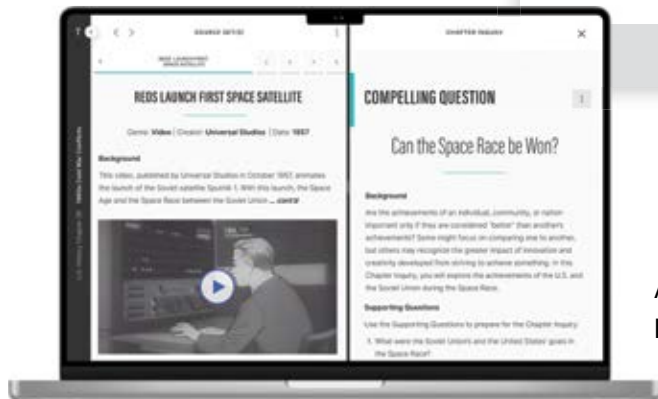 SOURCE
REDS LAUNCH FIRST
SPACE SATELLITE
REDS LAUNCH FIRST SPACE SATELLITE
Genre: Video | Creator: Universal Studios | Date: 1957
Background
This video, published by Universal Studios in October 1957, animates
the launch of the Soviet satellite Sputnik 1. With this launch, the Space
Age and the Space Race between the Soviet Union ... cont'd
CHAPTER INQUIRY
COMPELLING QUESTION
Can the Space Race be Won?
Background
Are the achievements of an individual, community, or nation
important only if they are considered "better" than another's
achievements? Some might focus on comparing one to another,
but others may recognize the greater impact of innovation and
creativity developed from striving to achieve something. In this
Chapter Inquiry, you will explore the achievements of the U.S. and
the Soviet Union during the Space Race.
Supporting Questions
Use the Supporting Questions to prepare for the Chapter Inquiry.
1. What were the Soviet Union's and the United States' goals in
the Space Race?